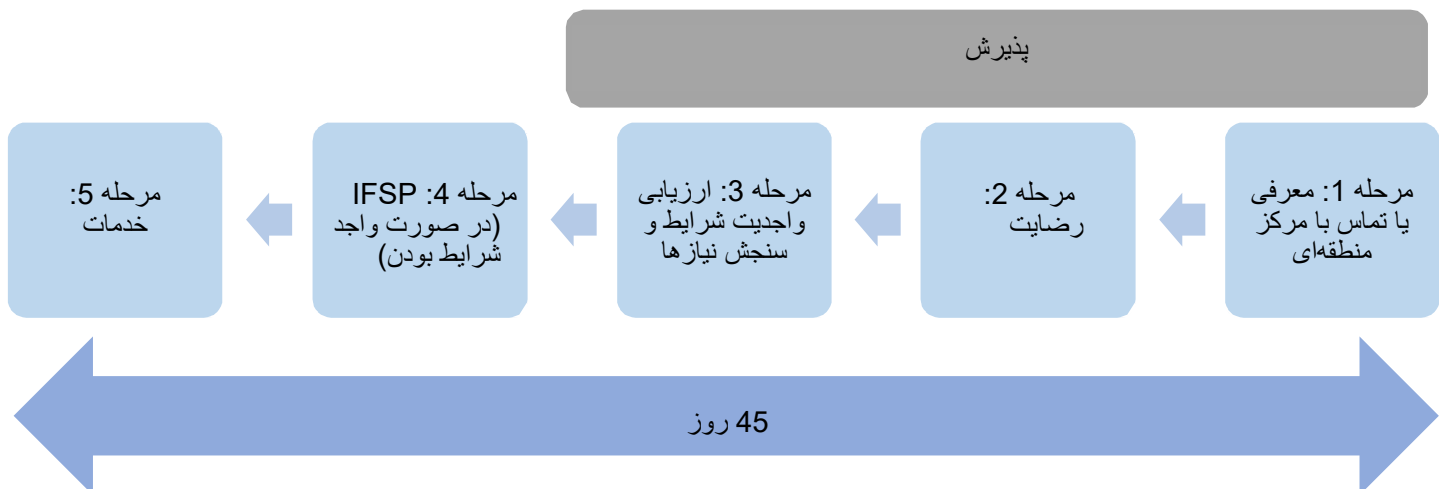 پذیرش
مرحله 1: معرفی
یا تماس با مرکز
منطقه‌ای
مرحله 2:
رضایت
مرحله 3: ارزیابی
واجدیت شرایط و
سنجش نیازها
مرحله 4: IFSP
(در صورت واجد
شرایط بودن)
مرحله 5:
خدمات
45 روز